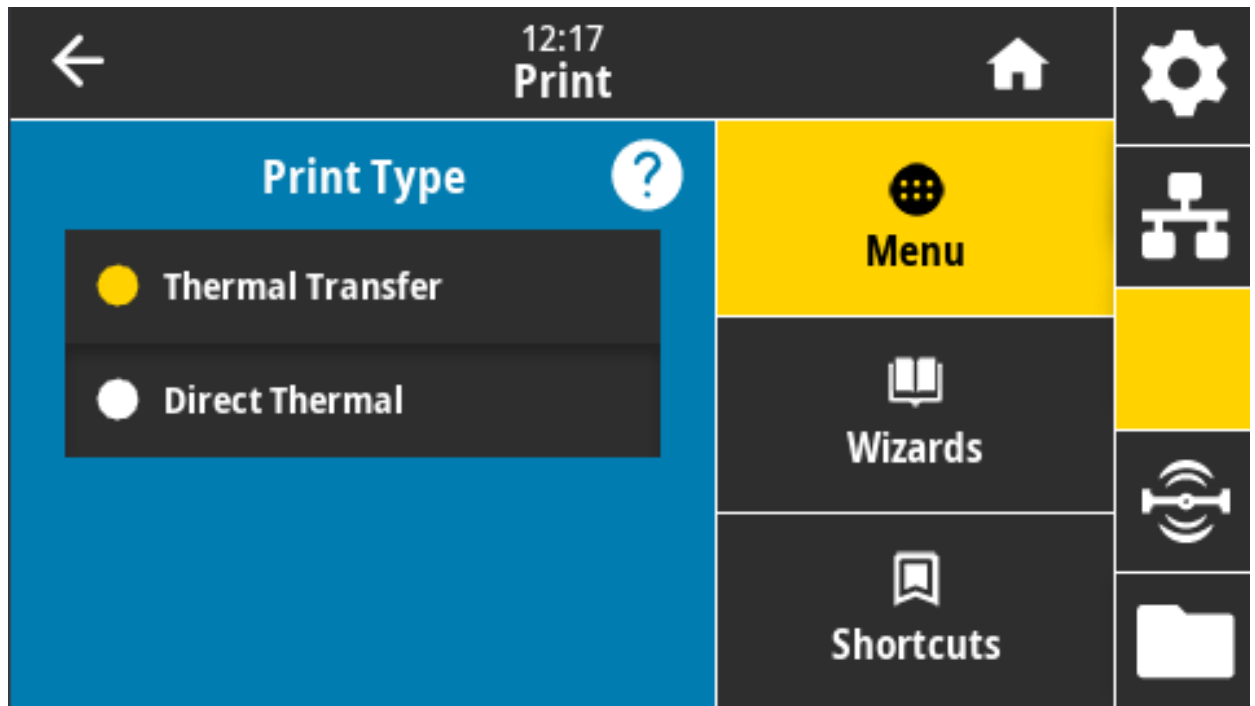 12:17
Print
Print Type
?
Thermal Transfer
Direct Thermal
Menu
Wizards
Shortcuts